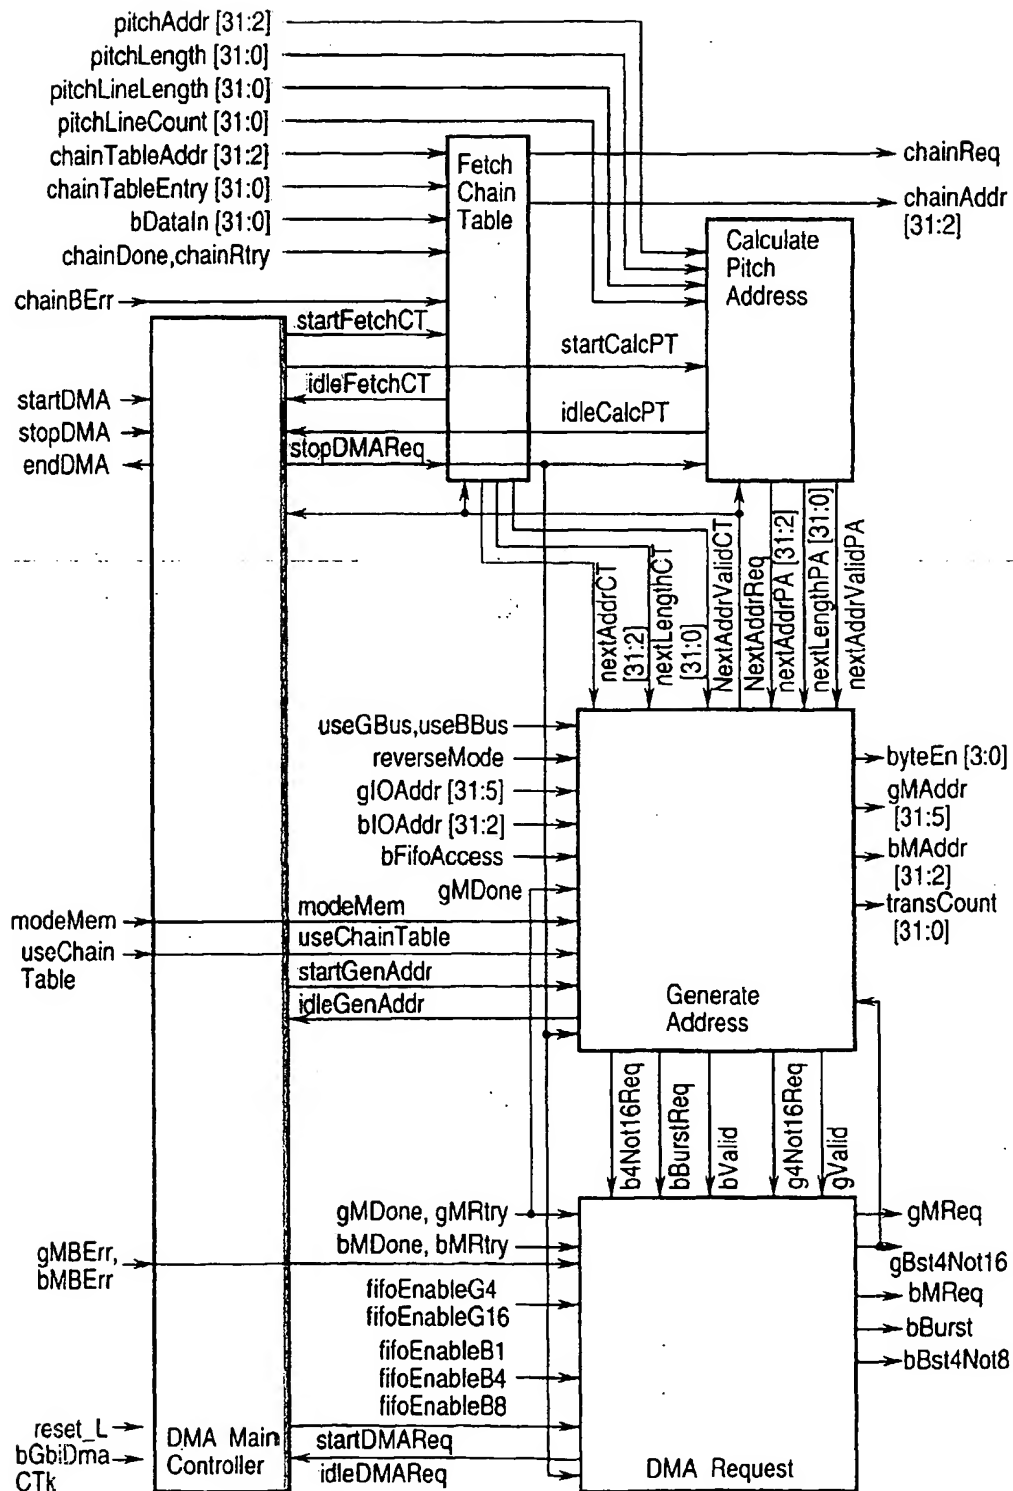 pitchAddr [31:2]
pitchLength [31:0]
pitchLineLength [31:0]
pitchLineCount [31:0]
chainTableAddr [31:2]
chainTableEntry [31:0]
bDataIn [31:0]
chainDone,chainRtry
chainBErr
Fetch
Chain
Table
chainReq
chainAddr
[31:2]
Calculate
Pitch
Address
startFetchCT
startCalcPT
idleFetchCT
idleCalcPT
startDMA
stopDMA
endDMA
stopDMAReq
nextAddrCT
[31:2]
nextLengthCT
[31:0]
NextAddrValidCT
NextAddrReq
nextAddrPA [31:2]
nextLengthPA [31:0]
nextAddrValidPA
useGBus,useBBus
reverseMode
gIOAddr [31:5]
bIOAddr [31:2]
bFifoAccess
gMDone
byteEn [3:0]
gMAddr
[31:5]
bMAddr
[31:2]
transCount
[31:0]
modeMem
useChain
Table
modeMem
useChainTable
startGenAddr
idleGenAddr
Generate
Address
b4Not16Req
bBurstReq
bValid
g4Not16Req
gValid
gMDone, gMRtry
bMDone, bMRtry
gMBErr,
bMBErr
fifoEnableG4
fifoEnableG16
fifoEnableB1
fifoEnableB4
fifoEnableB8
gMReq
gBst4Not16
bMReq
bBurst
bBst4Not8
reset_L
bGbiDma
CTk
DMA Main
Controller
startDMAReq
idleDMAReq
DMA Request